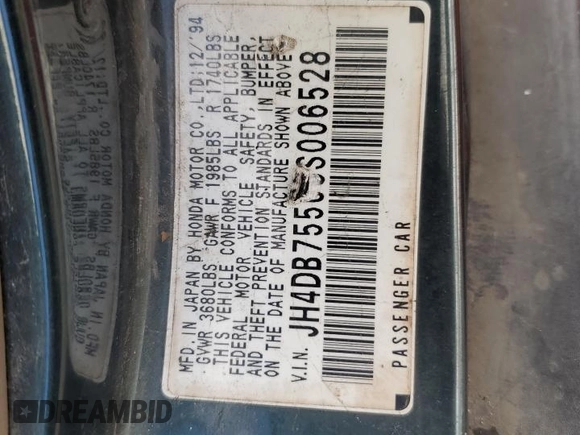 MFD. IN JAPAN BY HONDA MOTOR CO.,LTD:12/'94
GVWR 3680LBS GAWR F 1985LBS R 1740LBS
THIS VEHICLE CONFORMS TO ALL APPLICABLE
FEDERAL MOTOR VEHICLE SAFETY, BUMPER,
AND THEFT PREVENTION STANDARDS IN EFFECT
ON THE DATE OF MANUFACTURE SHOWN ABOVE
V.I.N. JH4DB755 S006528
PASSENGER CAR
DREAMBID